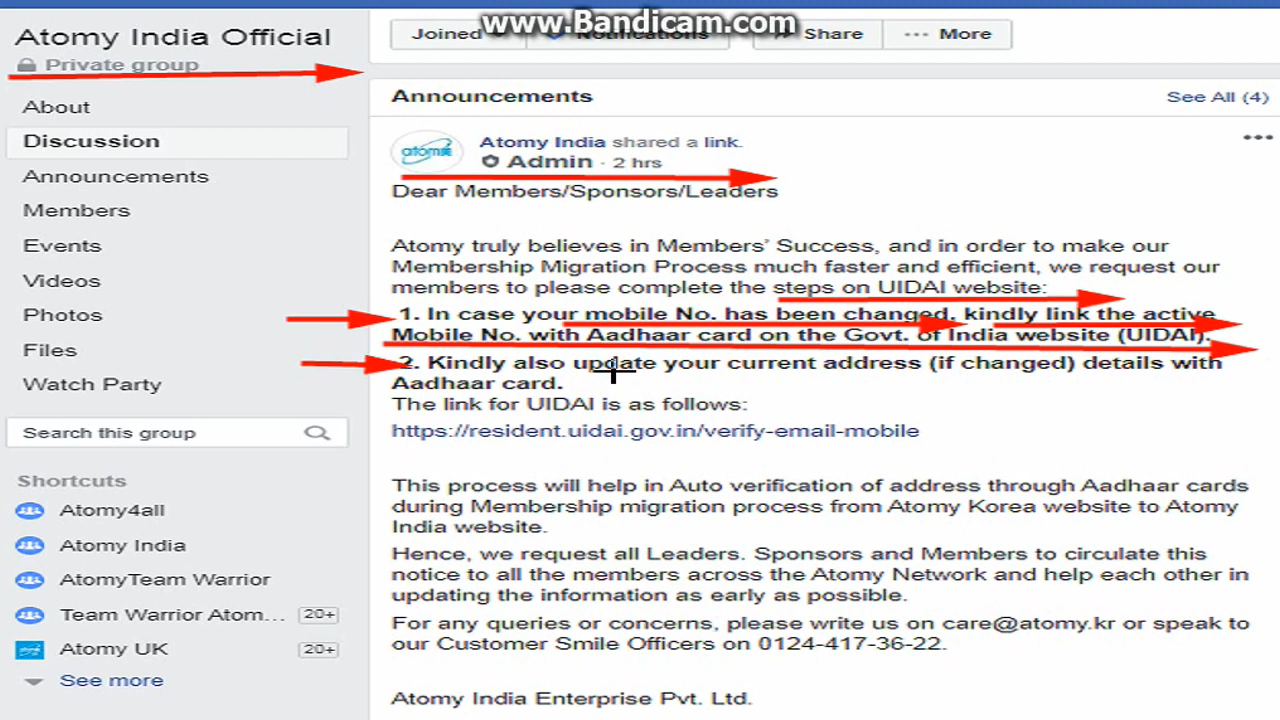 www.Bandicam.com
Atomy India Official
Private group
About
Discussion
Announcements
Members
Events
Videos
Photos
Files
Watch Party
Search this group
Shortcuts
Atomy4all
Atomy India
AtomyTeam Warrior
Team Warrior Atom... 20+
Atomy UK 20+
See more
Joined Notifications Share ... More
Announcements See All (4)
atomy
Atomy India shared a link.
Admin · 2 hrs
Dear Members/Sponsors/Leaders
Atomy truly believes in Members' Success, and in order to make our
Membership Migration Process much faster and efficient, we request our
members to please complete the steps on UIDAI website:
1. In case your mobile No. has been changed, kindly link the active
Mobile No. with Aadhaar card on the Govt. of India website (UIDAI).
2. Kindly also update your current address (if changed) details with
Aadhaar card.
The link for UIDAI is as follows:
https://resident.uidai.gov.in/verify-email-mobile
This process will help in Auto verification of address through Aadhaar cards
during Membership migration process from Atomy Korea website to Atomy
India website.
Hence, we request all Leaders. Sponsors and Members to circulate this
notice to all the members across the Atomy Network and help each other in
updating the information as early as possible.
For any queries or concerns, please write us on care@atomy.kr or speak to
our Customer Smile Officers on 0124-417-36-22.
Atomy India Enterprise Pvt. Ltd.